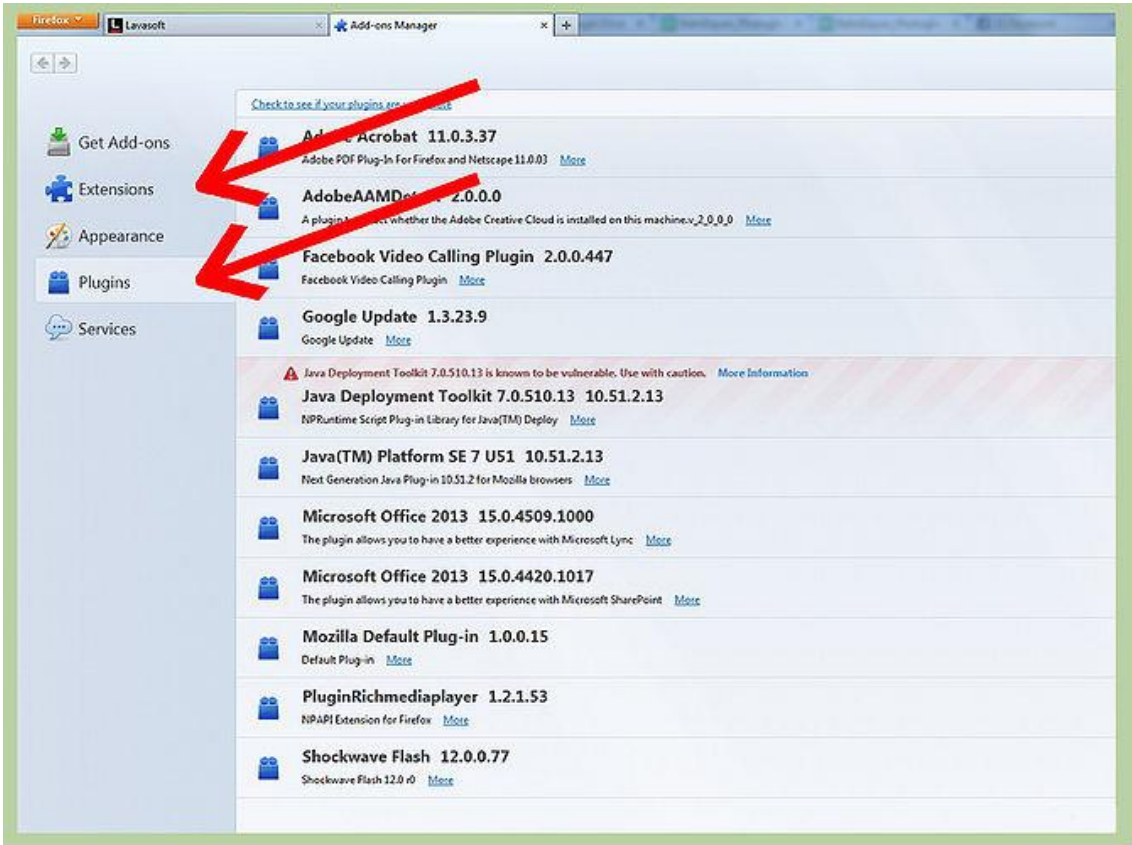 Firefox
Lavasoft
Add-ons Manager
Check to see if your plugins are
Get Add-ons
Extensions
Appearance
Plugins
Services
Acrobat 11.0.3.37
Adobe PDF Plug-In For Firefox and Netscape 11.0.03 More
2.0.0.0
A plugin whether the Adobe Creative Cloud is installed on this machine.v_2_0_0_0 More
Facebook Video Calling Plugin 2.0.0.447
Facebook Video Calling Plugin More
Google Update 1.3.23.9
Google Update More
Java Deployment Toolkit 7.0.510.13 is known to be vulnerable. Use with caution. More Information
Java Deployment Toolkit 7.0.510.13 10.51.2.13
NPRuntime Script Plug-in Library for Java(TM) Deploy More
Java(TM) Platform SE 7 U51 10.51.2.13
Next Generation Java Plug-in 10.51.2 for Mozilla browsers More
Microsoft Office 2013 15.0.4509.1000
The plugin allows you to have a better experience with Microsoft Lync More
Microsoft Office 2013 15.0.4420.1017
The plugin allows you to have a better experience with Microsoft SharePoint More
Mozilla Default Plug-in 1.0.0.15
Default Plug-in More
PluginRichmediaplayer 1.2.1.53
NPAPI Extension for Firefox More
Shockwave Flash 12.0.0.77
Shockwave Flash 12.0 r0 More